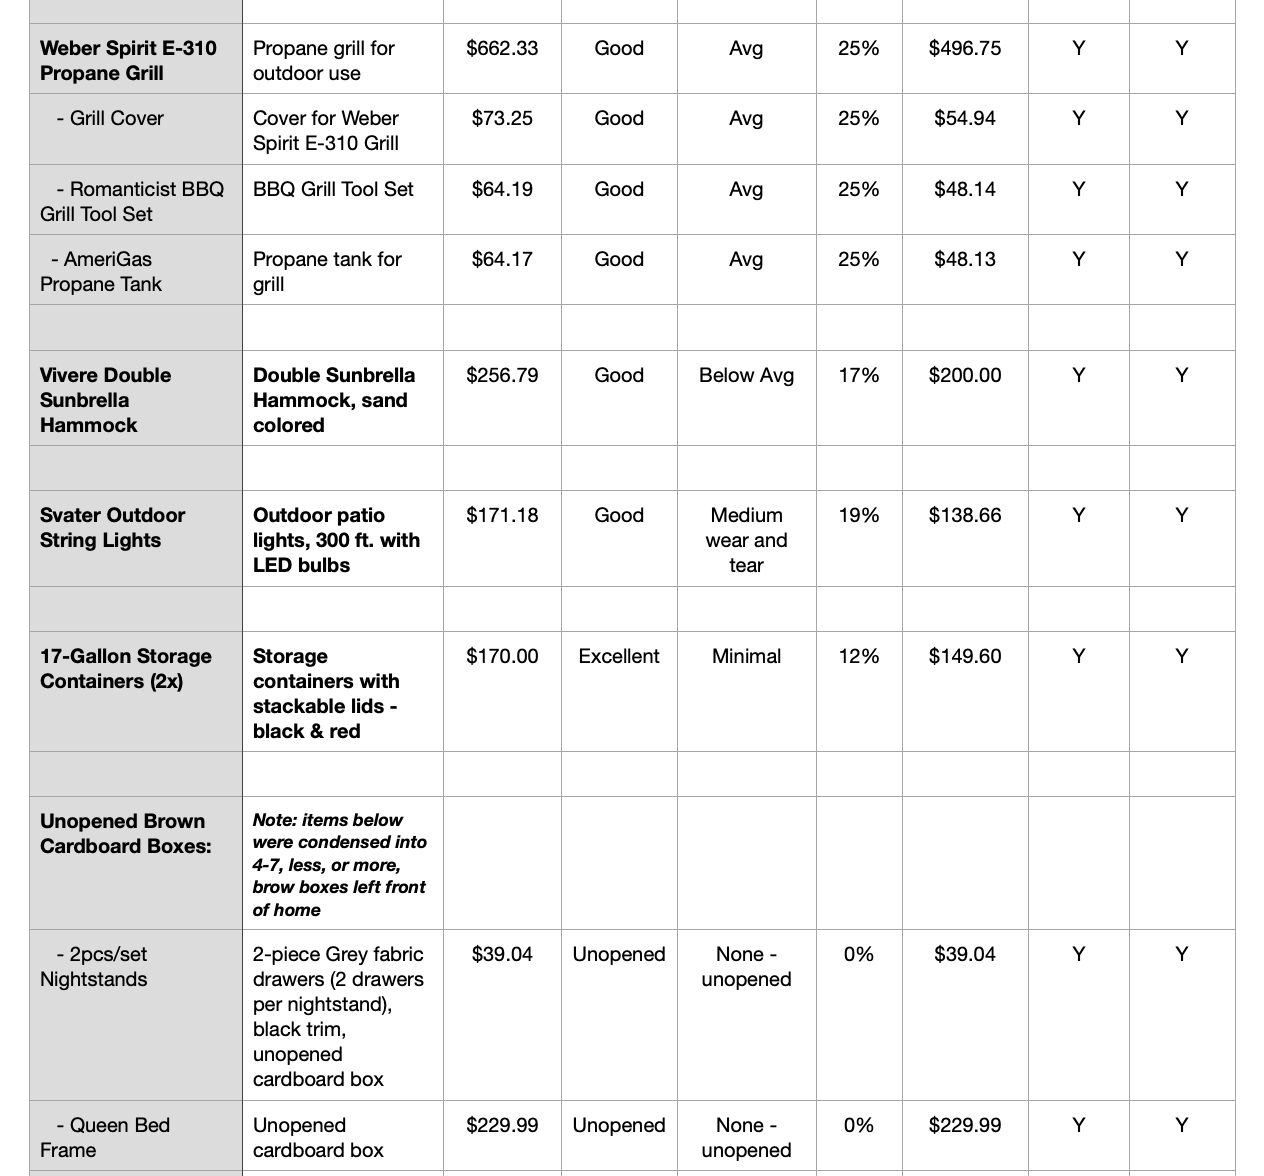 Weber Spirit E-310 Propane grill for $662.33 Good Avg 25% $496.75 Y Y
Propane Grill outdoor use
- Grill Cover Cover for Weber $73.25 Good Avg 25% $54.94 Y Y
Spirit E-310 Grill
- Romanticist BBQ BBQ Grill Tool Set $64.19 Good Avg 25% $48.14 Y Y
Grill Tool Set
- AmeriGas Propane tank for $64.17 Good Avg 25% $48.13 Y Y
Propane Tank grill
Vivere Double Double Sunbrella $256.79 Good Below Avg 17% $200.00 Y Y
Sunbrella Hammock, sand
Hammock colored
Svater Outdoor Outdoor patio $171.18 Good Medium 19% $138.66 Y Y
String Lights lights, 300 ft. with wear and
LED bulbs tear
17-Gallon Storage Storage $170.00 Excellent Minimal 12% $149.60 Y Y
Containers (2x) containers with
stackable lids -
black & red
Unopened Brown Note: items below
Cardboard Boxes: were condensed into
4-7, less, or more,
brow boxes left front
of home
- 2pcs/set 2-piece Grey fabric $39.04 Unopened None - 0% $39.04 Y Y
Nightstands drawers (2 drawers unopened
per nightstand),
black trim,
unopened
cardboard box
- Queen Bed Unopened $229.99 Unopened None - 0% $229.99 Y Y
Frame cardboard box unopened